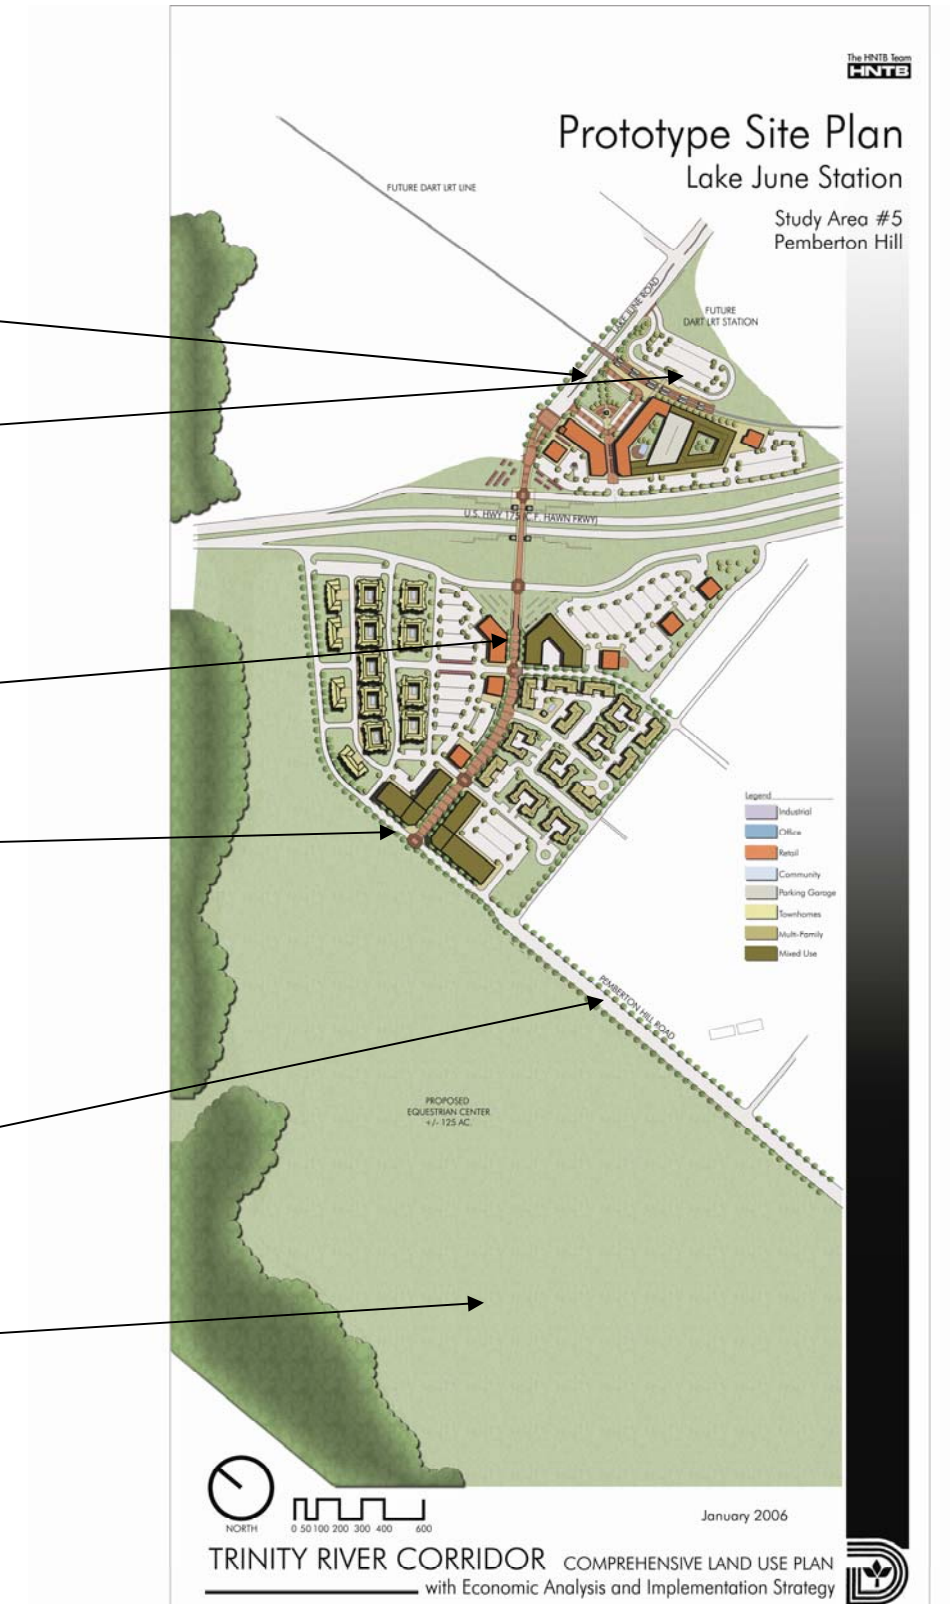 The HNTB Team
HNTB
Prototype Site Plan
Lake June Station
Study Area #5
Pemberton Hill
FUTURE DART LRT LINE
LAKE JUNE ROAD
FUTURE
DART LRT STATION
U.S. HWY 175 (C.F. HAWN FRWY)
Legend
Industrial
Office
Retail
Community
Parking Garage
Townhomes
Multi-Family
Mixed Use
PEMBERTON HILL ROAD
PROPOSED
EQUESTRIAN CENTER
+/- 125 AC.
NORTH
0 50 100 200 300 400 600
January 2006
TRINITY RIVER CORRIDOR COMPREHENSIVE LAND USE PLAN
with Economic Analysis and Implementation Strategy